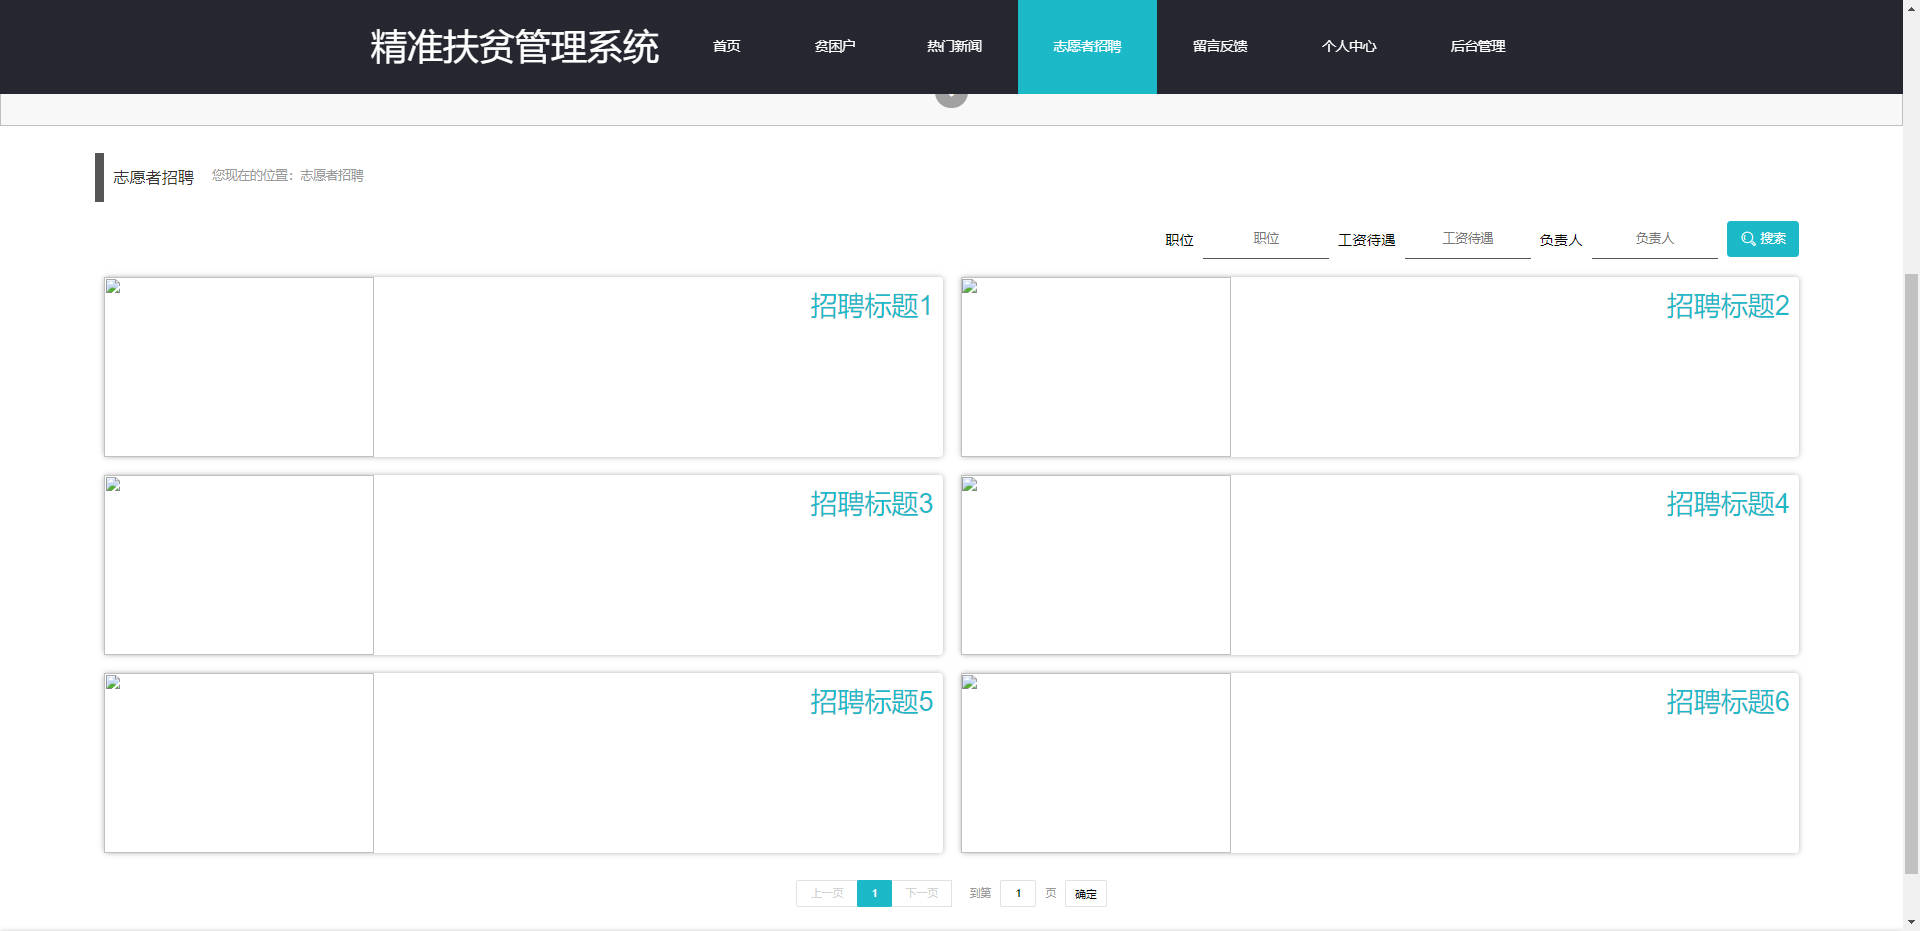 精准扶贫管理系统 首页 贫困户 热门新闻 志愿者招聘 留言反馈 个人中心 后台管理
志愿者招聘 您现在的位置：志愿者招聘
职位 职位 工资待遇 工资待遇 负责人 负责人 搜索
招聘标题1 招聘标题2
招聘标题3 招聘标题4
招聘标题5 招聘标题6
上一页 1 下一页 到第 1 页 确定